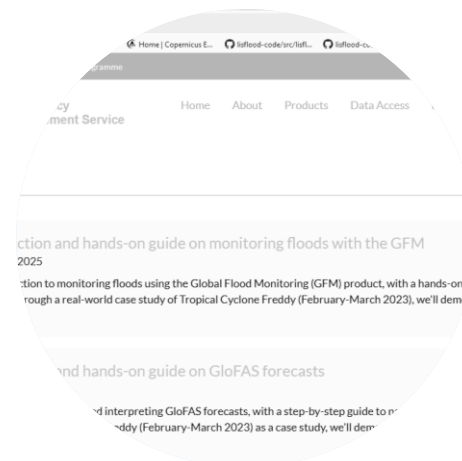 Home | Copernicus E... lisflood-code/src/lisfl... lisflood-co
gramme
cy
ment Service
Home About Products Data Access
ction and hands-on guide on monitoring floods with the GFM
2025
ction to monitoring floods using the Global Flood Monitoring (GFM) product, with a hands-on
rough a real-world case study of Tropical Cyclone Freddy (February-March 2023), we'll dem
and hands-on guide on GloFAS forecasts
d interpreting GloFAS forecasts, with a step-by-step guide to
ddy (February-March 2023) as a case study, we'll dem